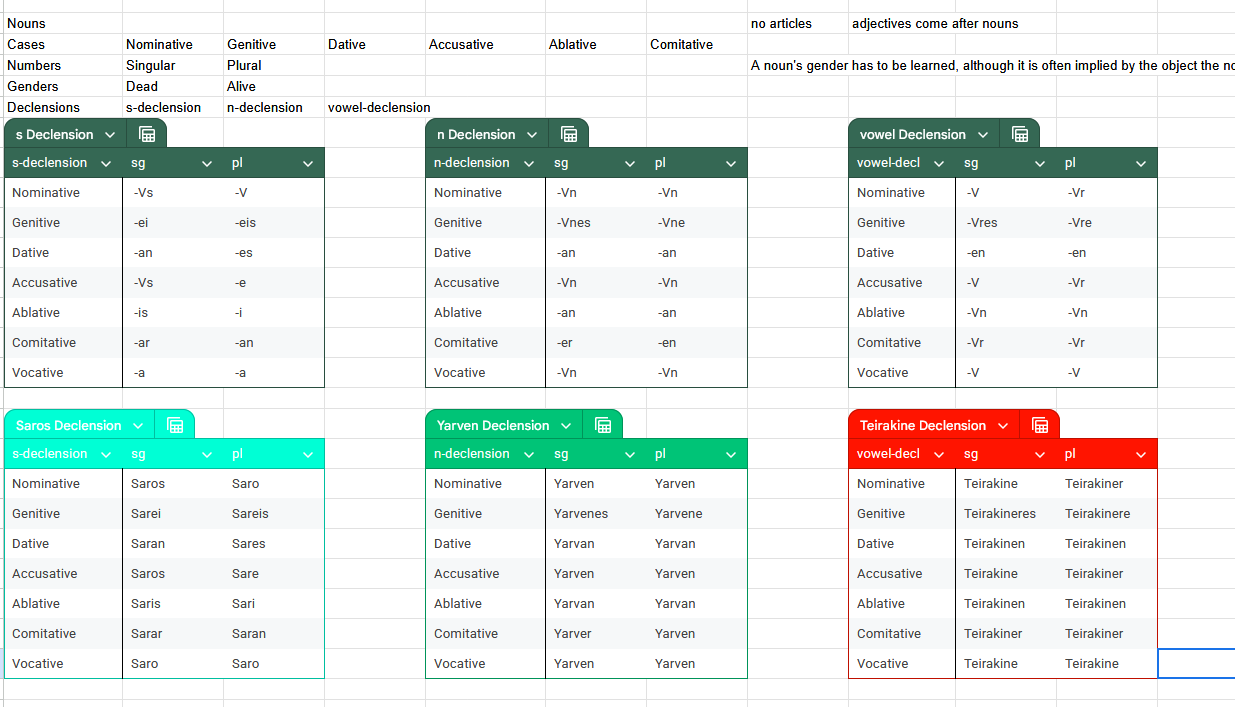 Nouns no articles adjectives come after nouns
Cases Nominative Genitive Dative Accusative Ablative Comitative
Numbers Singular Plural A noun's gender has to be learned, although it is often implied by the object the
Genders Dead Alive
Declensions s-declension n-declension vowel-declension
s Declension n Declension vowel Declension
s-declension sg pl n-declension sg pl vowel-decl sg pl
Nominative -Vs -V Nominative -Vn -Vn Nominative -V -Vr
Genitive -ei -eis Genitive -Vnes -Vne Genitive -Vres -Vre
Dative -an -es Dative -an -an Dative -en -en
Accusative -Vs -e Accusative -Vn -Vn Accusative -V -Vr
Ablative -is -i Ablative -an -an Ablative -Vn -Vn
Comitative -ar -an Comitative -er -en Comitative -Vr -Vr
Vocative -a -a Vocative -Vn -Vn Vocative -V -V
Saros Declension Yarven Declension Teirakine Declension
s-declension sg pl n-declension sg pl vowel-decl sg pl
Nominative Saros Saro Nominative Yarven Yarven Nominative Teirakine Teirakiner
Genitive Sarei Sareis Genitive Yarvenes Yarvene Genitive Teirakineres Teirakinere
Dative Saran Sares Dative Yarvan Yarvan Dative Teirakinen Teirakinen
Accusative Saros Sare Accusative Yarven Yarven Accusative Teirakine Teirakiner
Ablative Saris Sari Ablative Yarvan Yarvan Ablative Teirakinen Teirakinen
Comitative Sarar Saran Comitative Yarver Yarven Comitative Teirakiner Teirakiner
Vocative Saro Saro Vocative Yarven Yarven Vocative Teirakine Teirakine